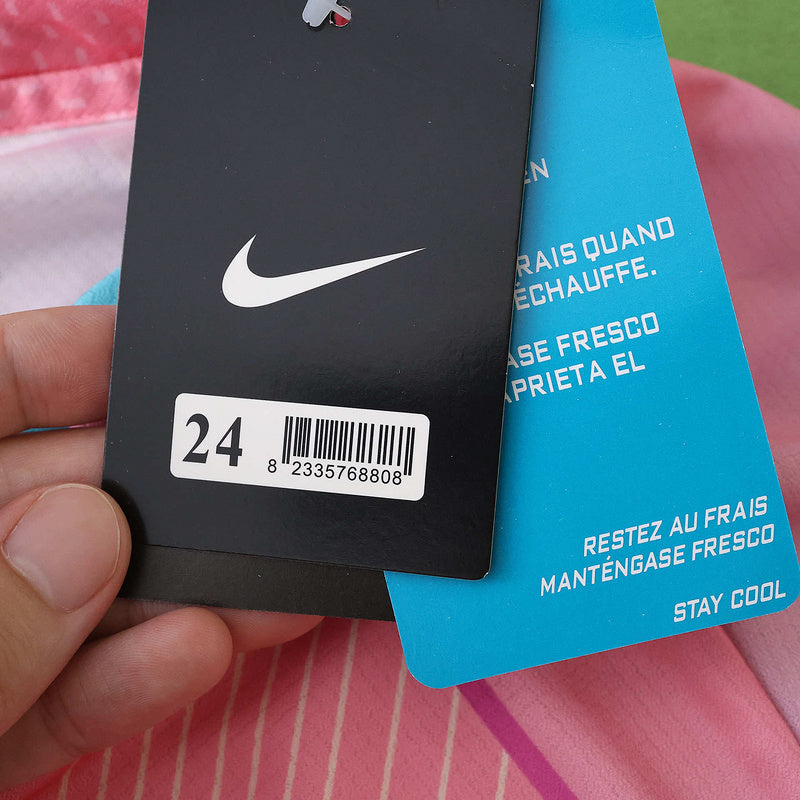 24
8 2335768808
EN
RAIS QUAND
ÉCHAUFFE.
ASE FRESCO
APRIETA EL
RESTEZ AU FRAIS
MANTÉNGASE FRESCO
STAY COOL